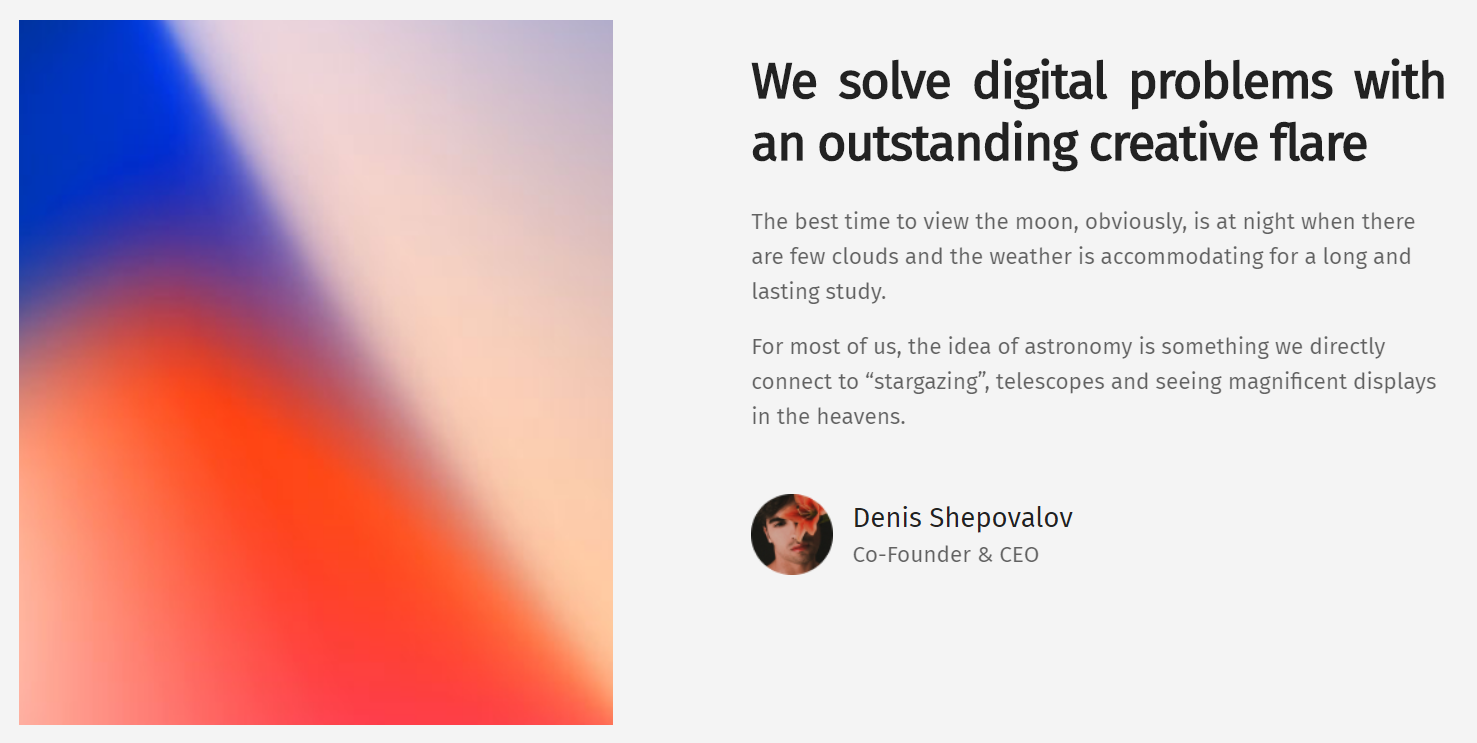 We solve digital problems with
an outstanding creative flare
The best time to view the moon, obviously, is at night when there
are few clouds and the weather is accommodating for a long and
lasting study.
For most of us, the idea of astronomy is something we directly
connect to “stargazing”, telescopes and seeing magnificent displays
in the heavens.
Denis Shepovalov
Co-Founder & CEO